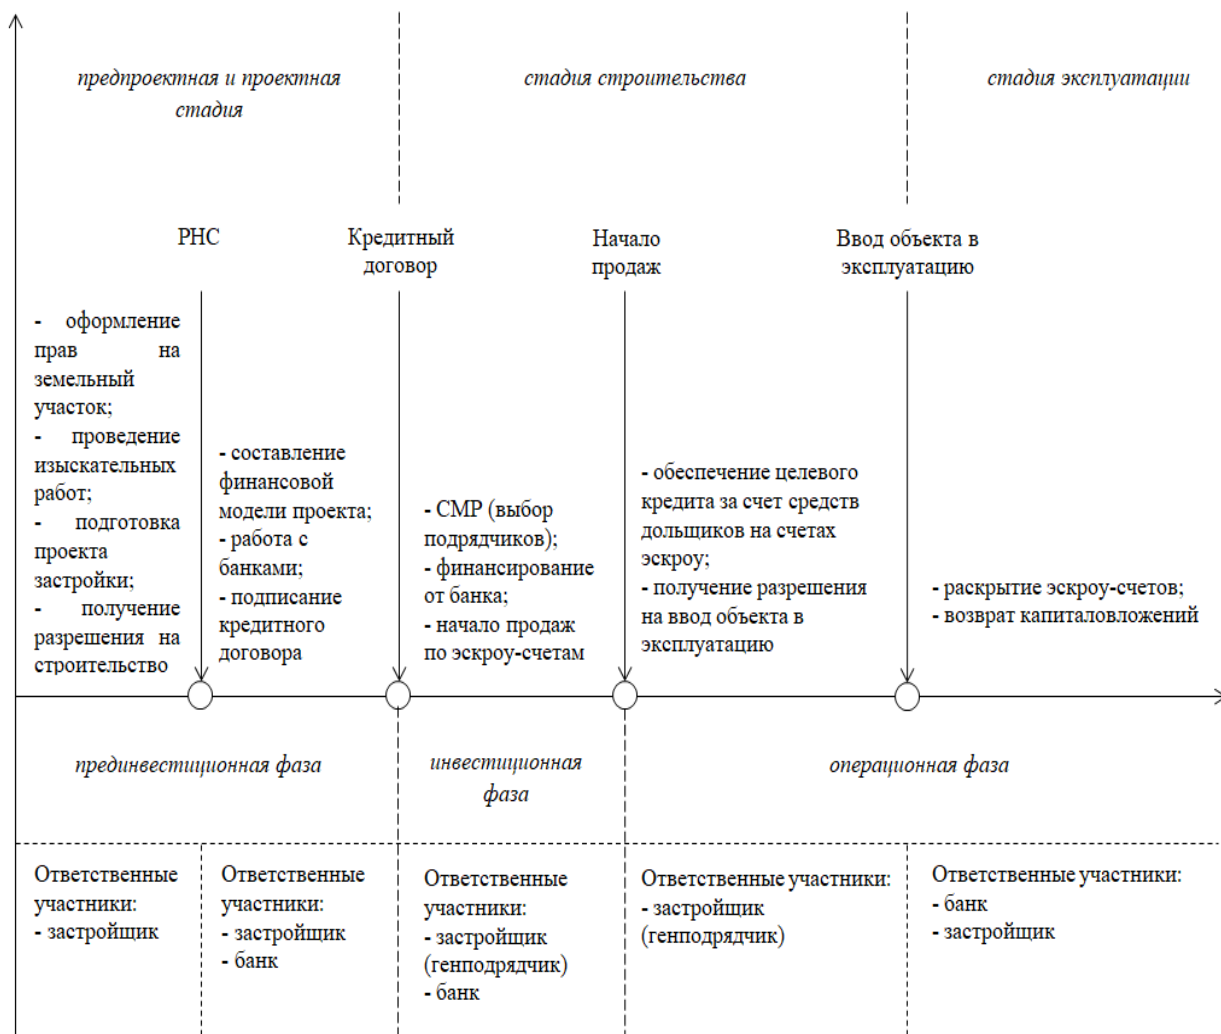 предпроектная и проектная
стадия
стадия строительства
стадия эксплуатации
РНС
Кредитный
договор
Начало
продаж
Ввод объекта в
эксплуатацию
- оформление
прав на
земельный
участок;
- проведение
изыскательных
работ;
- подготовка
проекта
застройки;
- получение
разрешения на
строительство
- составление
финансовой
модели проекта;
- работа с
банками;
- подписание
кредитного
договора
- СМР (выбор
подрядчиков);
- финансирование
от банка;
- начало продаж
по эскроу-счетам
- обеспечение целевого
кредита за счет средств
дольщиков на счетах
эскроу;
- получение разрешения
на ввод объекта в
эксплуатацию
- раскрытие эскроу-счетов;
- возврат капиталовложений
прединвестиционная фаза
инвестиционная
фаза
операционная фаза
Ответственные
участники:
- застройщик
Ответственные
участники:
- застройщик
- банк
Ответственные
участники:
- застройщик
(генподрядчик)
- банк
Ответственные участники:
- застройщик
(генподрядчик)
Ответственные участники:
- банк
- застройщик